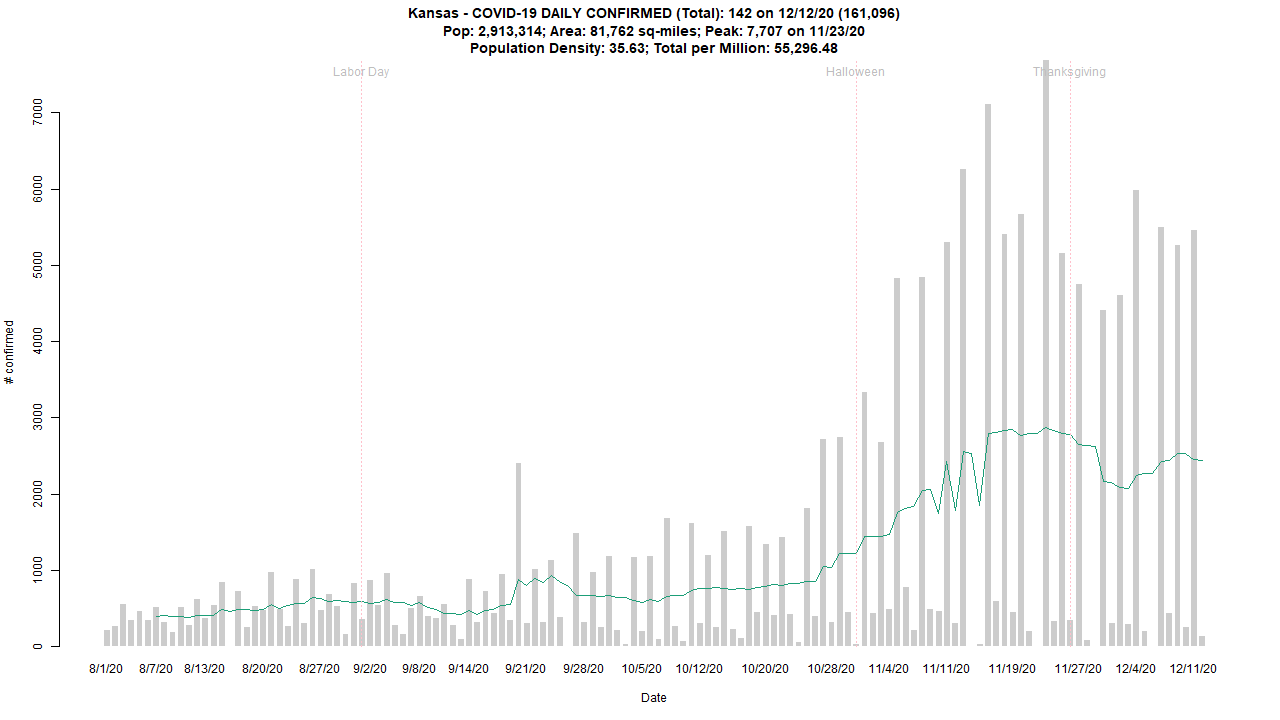 Kansas - COVID-19 DAILY CONFIRMED (Total): 142 on 12/12/20 (161,096)
Pop: 2,913,314; Area: 81,762 sq-miles; Peak: 7,707 on 11/23/20
Population Density: 35.63; Total per Million: 55,296.48
Labor Day Halloween Thanksgiving
7000
6000
5000
4000
# confirmed
3000
2000
1000
0
8/1/20 8/7/20 8/13/20 8/20/20 8/27/20 9/2/20 9/8/20 9/14/20 9/21/20 9/28/20 10/5/20 10/12/20 10/20/20 10/28/20 11/4/20 11/11/20 11/19/20 11/27/20 12/4/20 12/11/20
Date